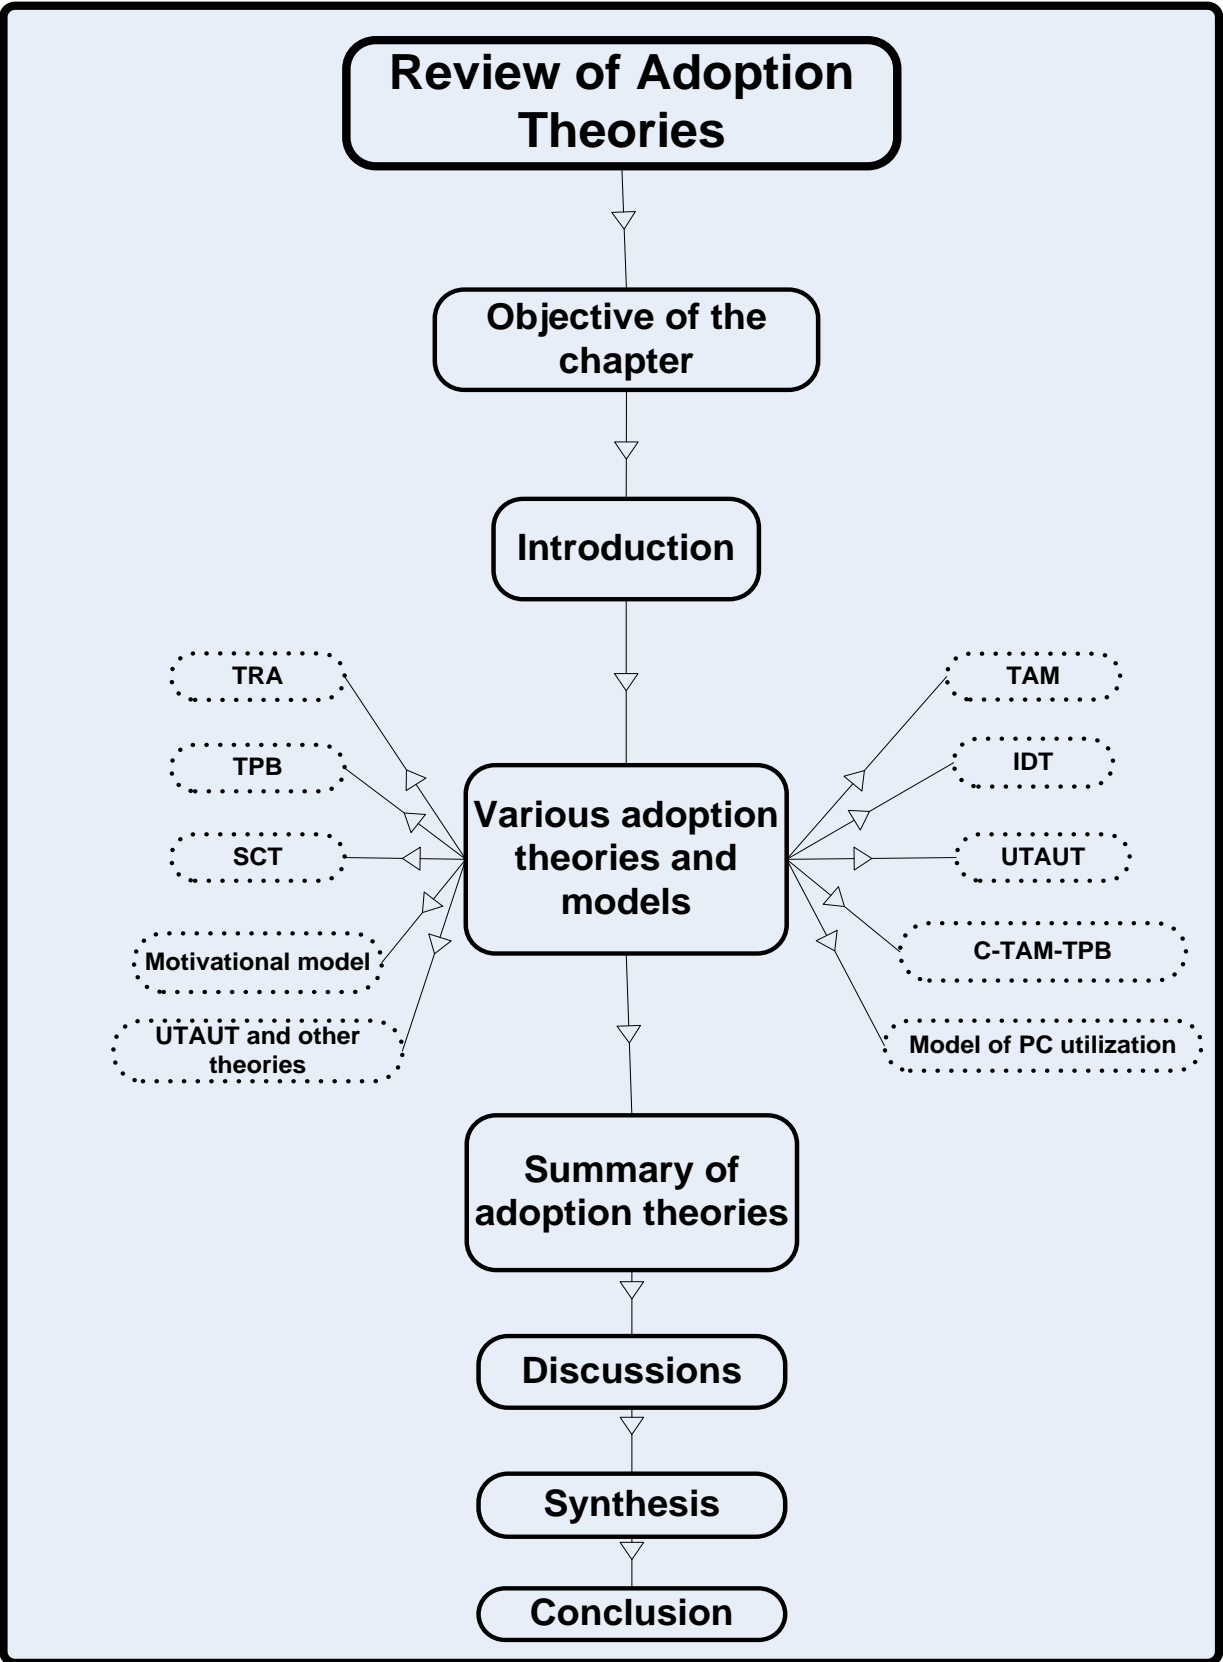 Review of Adoption
Theories
Objective of the
chapter
Introduction
TRA
TPB
SCT
Motivational model
UTAUT and other
theories
Various adoption
theories and
models
TAM
IDT
UTAUT
C-TAM-TPB
Model of PC utilization
Summary of
adoption theories
Discussions
Synthesis
Conclusion